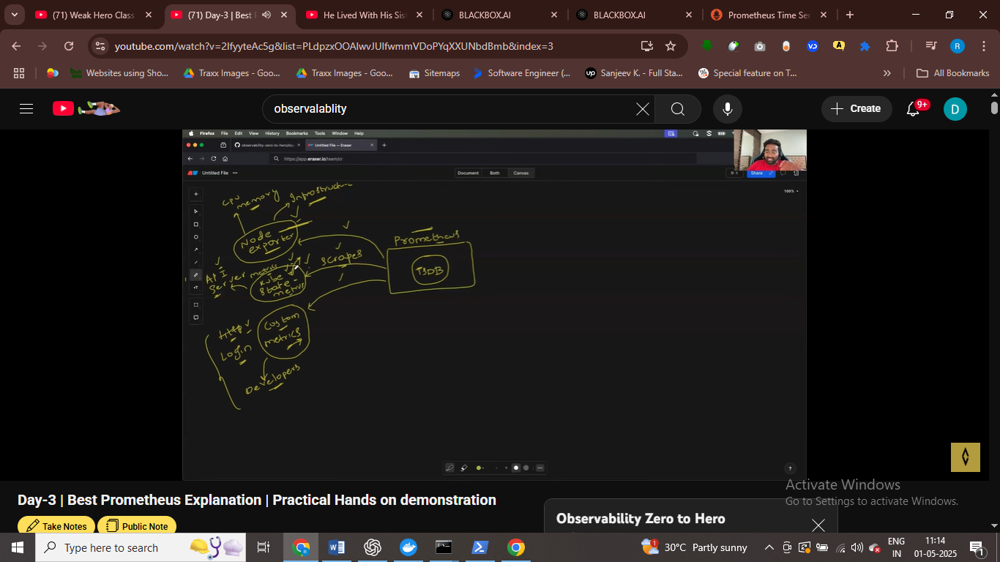 (71) Weak Hero Class
(71) Day-3 | Best P
He Lived With His Sis
BLACKBOX.AI
BLACKBOX.AI
Prometheus Time Ser
youtube.com/watch?v=2IfyyteAc5g&list=PLdpzxOOAlwvJUIfwmmVDoPYqXXUNbdBmb&index=3
R
Websites using Sho...
Traxx Images - Goo...
Traxx Images - Goo...
Sitemaps
Software Engineer (...
up Sanjeev K. - Full Sta...
Special feature on T...
»
All Bookmarks
observalablity
Create
9+
D
Firefox File Edit View History Bookmarks Tools Window Help
observability-zero-to-hero/da
Untitled File — Eraser
https://app.eraser.io/team/cr
Untitled File
Document Both Canvas
Share
100%
CPU
memory
Infrostructur
Node
exporter
Prometheus
TSDB
scrapes
API
Server metrics
Kube
State
metrics
Http
Login
Custom
metrics
Developers
Day-3 | Best Prometheus Explanation | Practical Hands on demonstration
Take Notes
Public Note
Observability Zero to Hero
Activate Windows
Go to Settings to activate Windows.
Type here to search
30°C Partly sunny
ENG
IN
11:14
01-05-2025
1